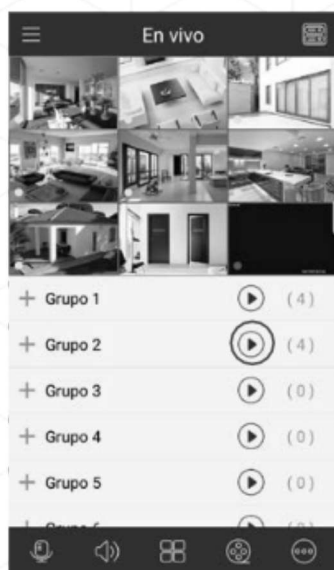 En vivo
Grupo 1 (4)
Grupo 2 (4)
Grupo 3 (0)
Grupo 4 (0)
Grupo 5 (0)